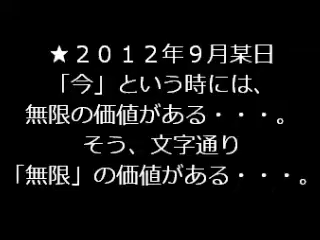 ★２０１２年９月某日
「今」という時には、
無限の価値がある・・・。
そう、文字通り
「無限」の価値がある・・・。